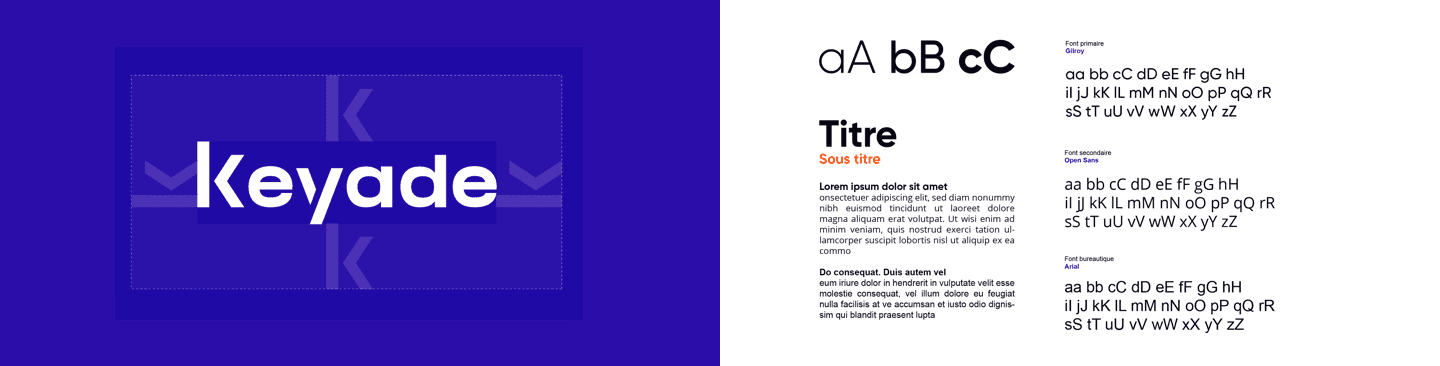 Keyade
aA bB cC
Titre
Sous titre
Lorem ipsum dolor sit amet
onsectetuer adipiscing elit, sed diam nonummy
nibh euismod tincidunt ut laoreet dolore
magna aliquam erat volutpat. Ut wisi enim ad
minim veniam, quis nostrud exerci tation ul-
lamcorper suscipit lobortis nisl ut aliquip ex ea
commo
Do consequat. Duis autem vel
eum iriure dolor in hendrerit in vulputate velit esse
molestie consequat, vel illum dolore eu feugiat
nulla facilisis at ve accumsan et iusto odio dignis-
sim qui blandit praesent lupta
Font primaire
Gilroy
aa bb cC dD eE fF gG hH
iI jJ kK lL mM nN oO pP qQ rR
sS tT uU vV wW xX yY zZ
Font secondaire
Open Sans
aa bb cC dD eE fF gG hH
iI jJ kK lL mM nN oO pP qQ rR
sS tT uU vV wW xX yY zZ
Font bureautique
Arial
aa bb cC dD eE fF gG hH
iI jJ kK lL mM nN oO pP qQ rR
sS tT uU vV wW xX yY zZ